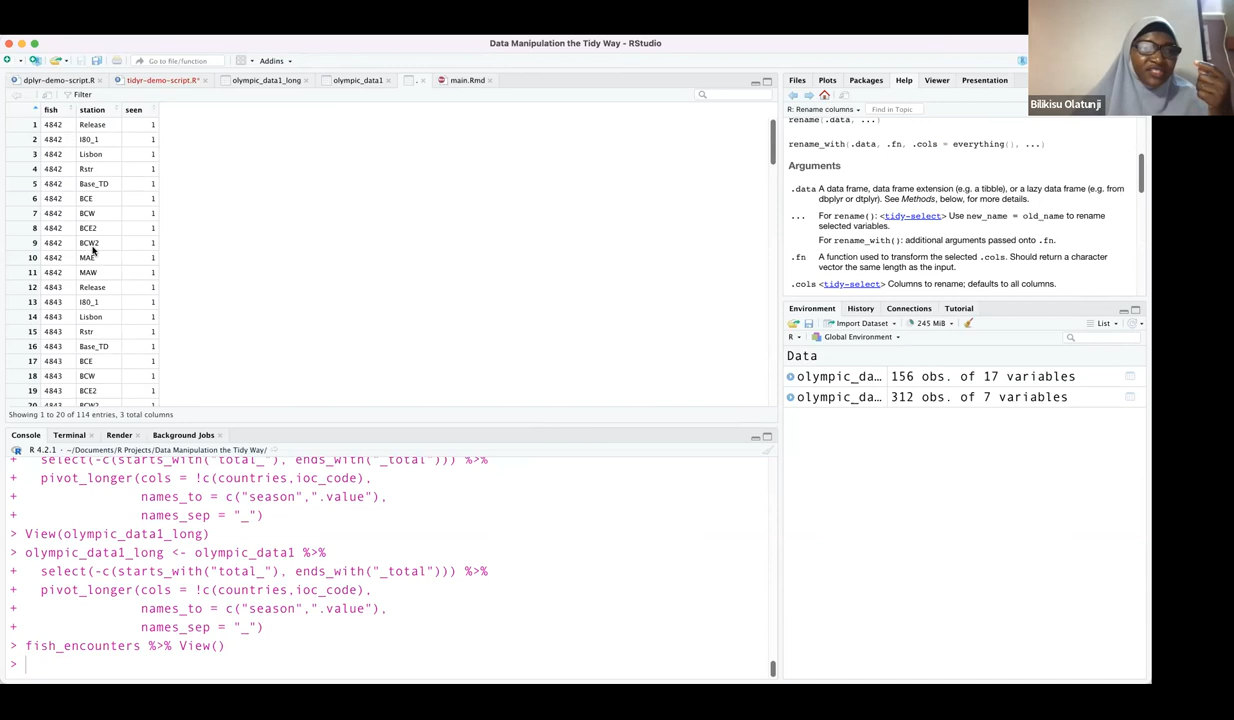 Data Manipulation the Tidy Way - RStudio
Go to file/function
Addins
dplyr-demo-script.R
tidyr-demo-script.R*
olympic_data1_long
olympic_data1
.
main.Rmd
Filter
fish station seen
1 4842 Release 1
2 4842 I80_1 1
3 4842 Lisbon 1
4 4842 Rstr 1
5 4842 Base_TD 1
6 4842 BCE 1
7 4842 BCW 1
8 4842 BCE2 1
9 4842 BCW2 1
10 4842 MAE 1
11 4842 MAW 1
12 4843 Release 1
13 4843 I80_1 1
14 4843 Lisbon 1
15 4843 Rstr 1
16 4843 Base_TD 1
17 4843 BCE 1
18 4843 BCW 1
19 4843 BCE2 1
20 4843 BCW2 1
Showing 1 to 20 of 114 entries, 3 total columns
Console Terminal Render Background Jobs
R 4.2.1 · ~/Documents/R Projects/Data Manipulation the Tidy Way/
+ select(-c(starts_with("total_"), ends_with("_total"))) %>%
+ pivot_longer(cols = !c(countries,ioc_code),
+ names_to = c("season",".value"),
+ names_sep = "_")
> View(olympic_data1_long)
> olympic_data1_long <- olympic_data1 %>%
+ select(-c(starts_with("total_"), ends_with("_total"))) %>%
+ pivot_longer(cols = !c(countries,ioc_code),
+ names_to = c("season",".value"),
+ names_sep = "_")
> fish_encounters %>% View()
>
Files Plots Packages Help Viewer Presentation
R: Rename columns
Find in Topic
rename(.data, ...)
rename_with(.data, .fn, .cols = everything(), ...)
Arguments
.data A data frame, data frame extension (e.g. a tibble), or a lazy data frame (e.g. from
dbplyr or dtplyr). See Methods, below, for more details.
... For rename(): <tidy-select> Use new_name = old_name to rename
selected variables.
For rename_with(): additional arguments passed onto .fn.
.fn A function used to transform the selected .cols. Should return a character
vector the same length as the input.
.cols <tidy-select> Columns to rename; defaults to all columns.
Environment History Connections Tutorial
Import Dataset
245 MiB
List
R
Global Environment
Data
olympic_da… 156 obs. of 17 variables
olympic_da… 312 obs. of 7 variables
Bilikisu Olatunji